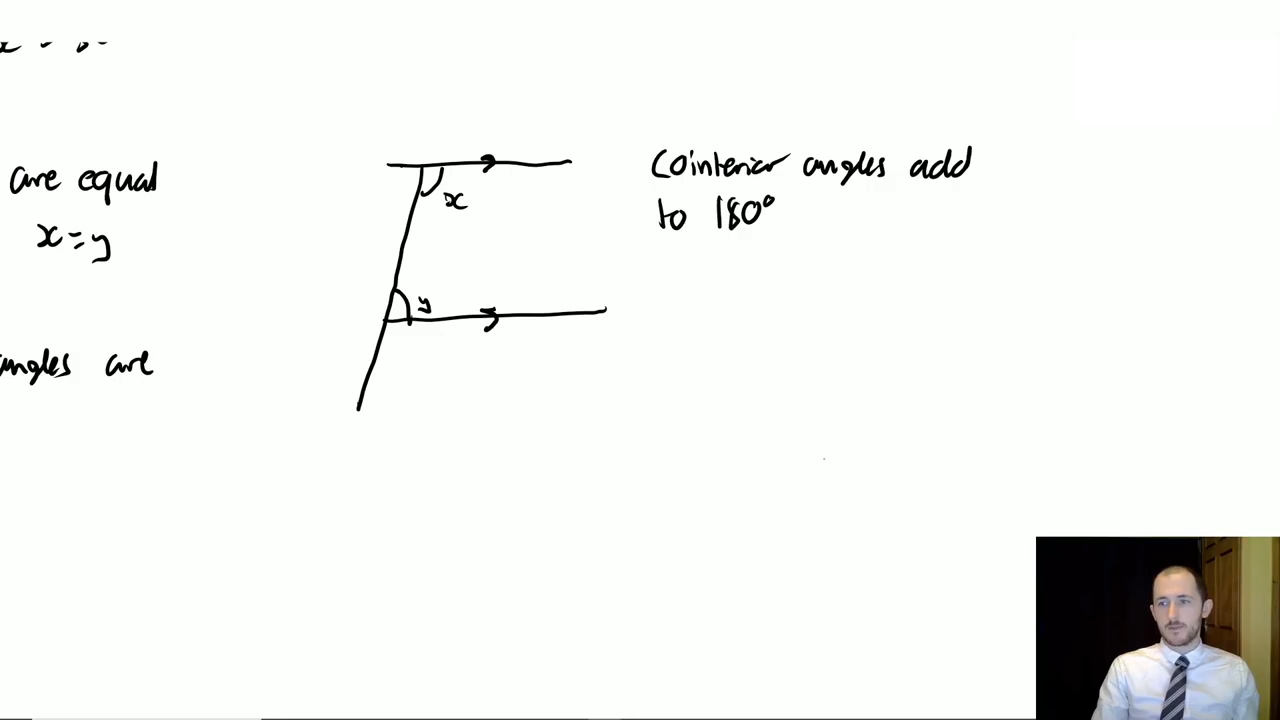 are equal
x = y
angles are
x
y
Cointerior angles add
to 180°